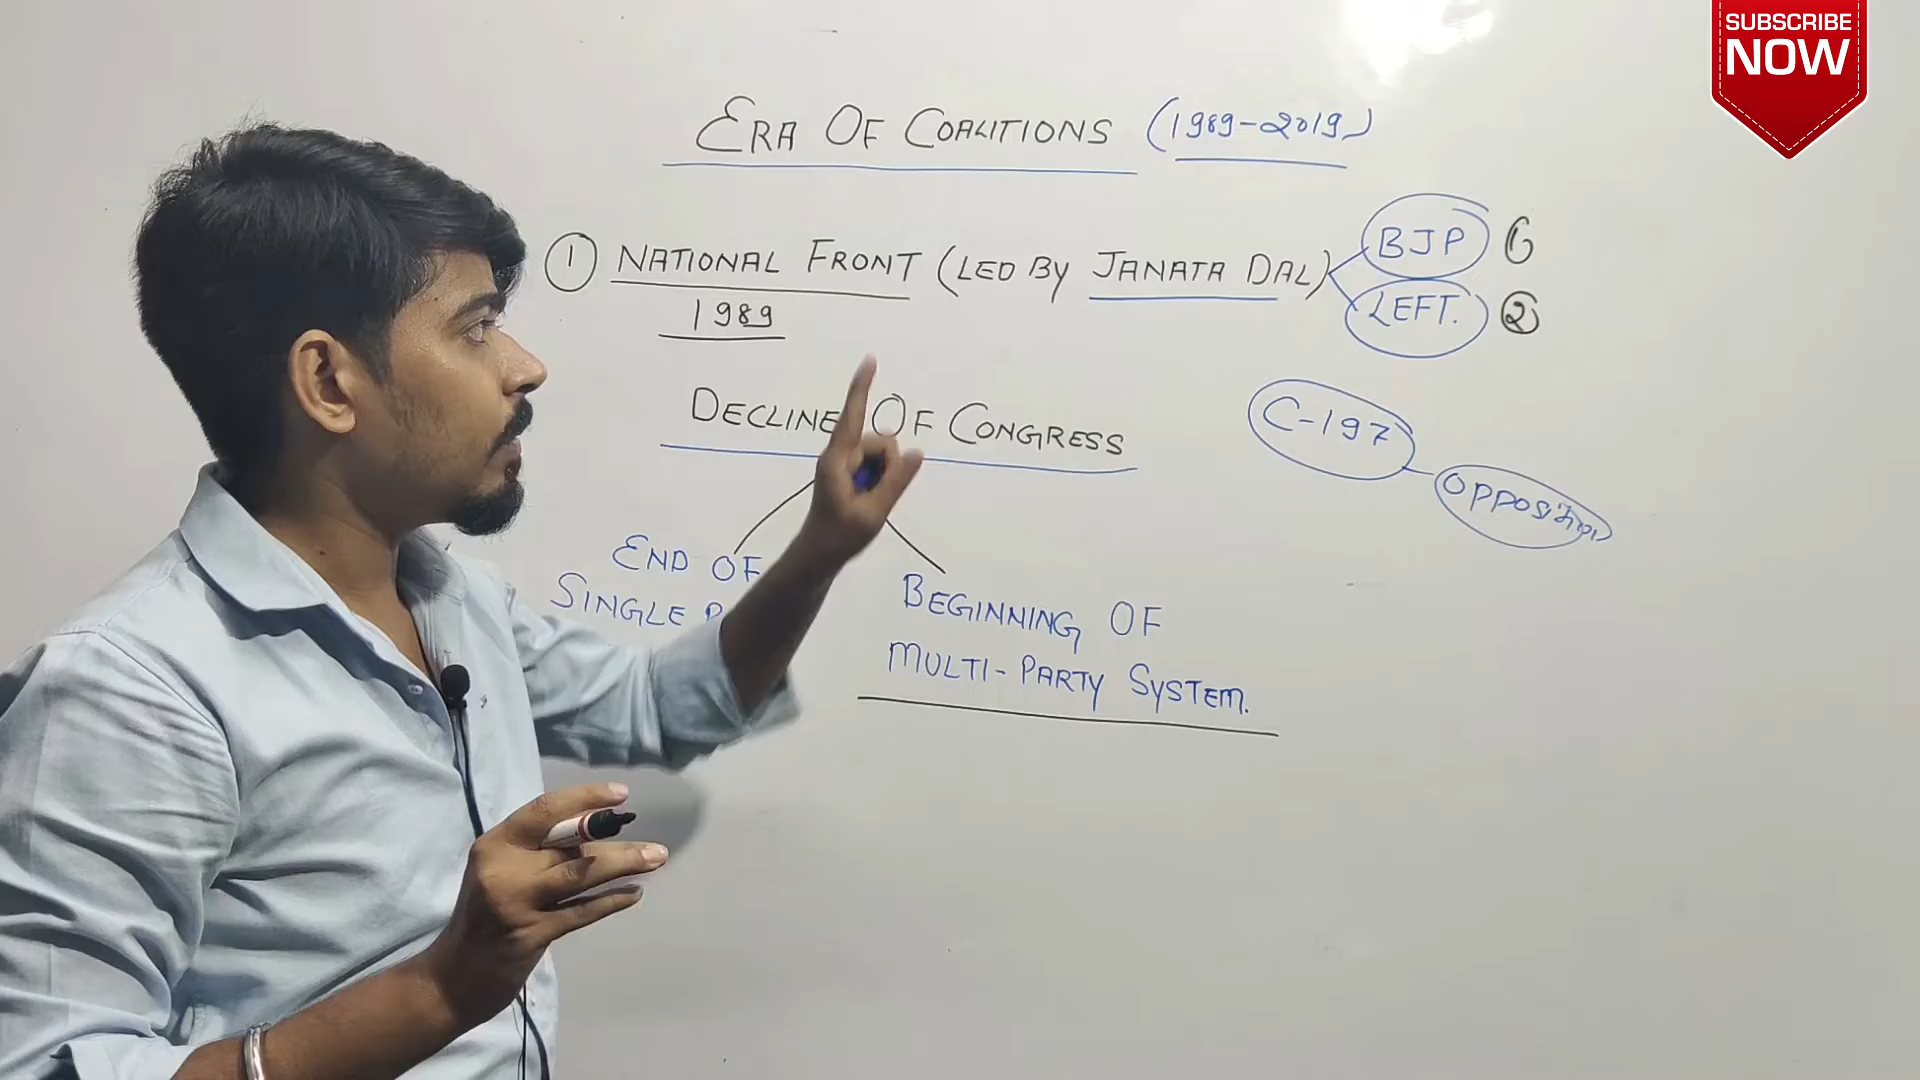 SUBSCRIBE
NOW
ERA OF COALITIONS (1989-2019)
① NATIONAL FRONT (LED BY JANATA DAL)
1989
BJP ①
LEFT. ②
DECLINE OF CONGRESS
C-197
Opposition
END OF
SINGLE P
BEGINNING OF
MULTI-PARTY SYSTEM.